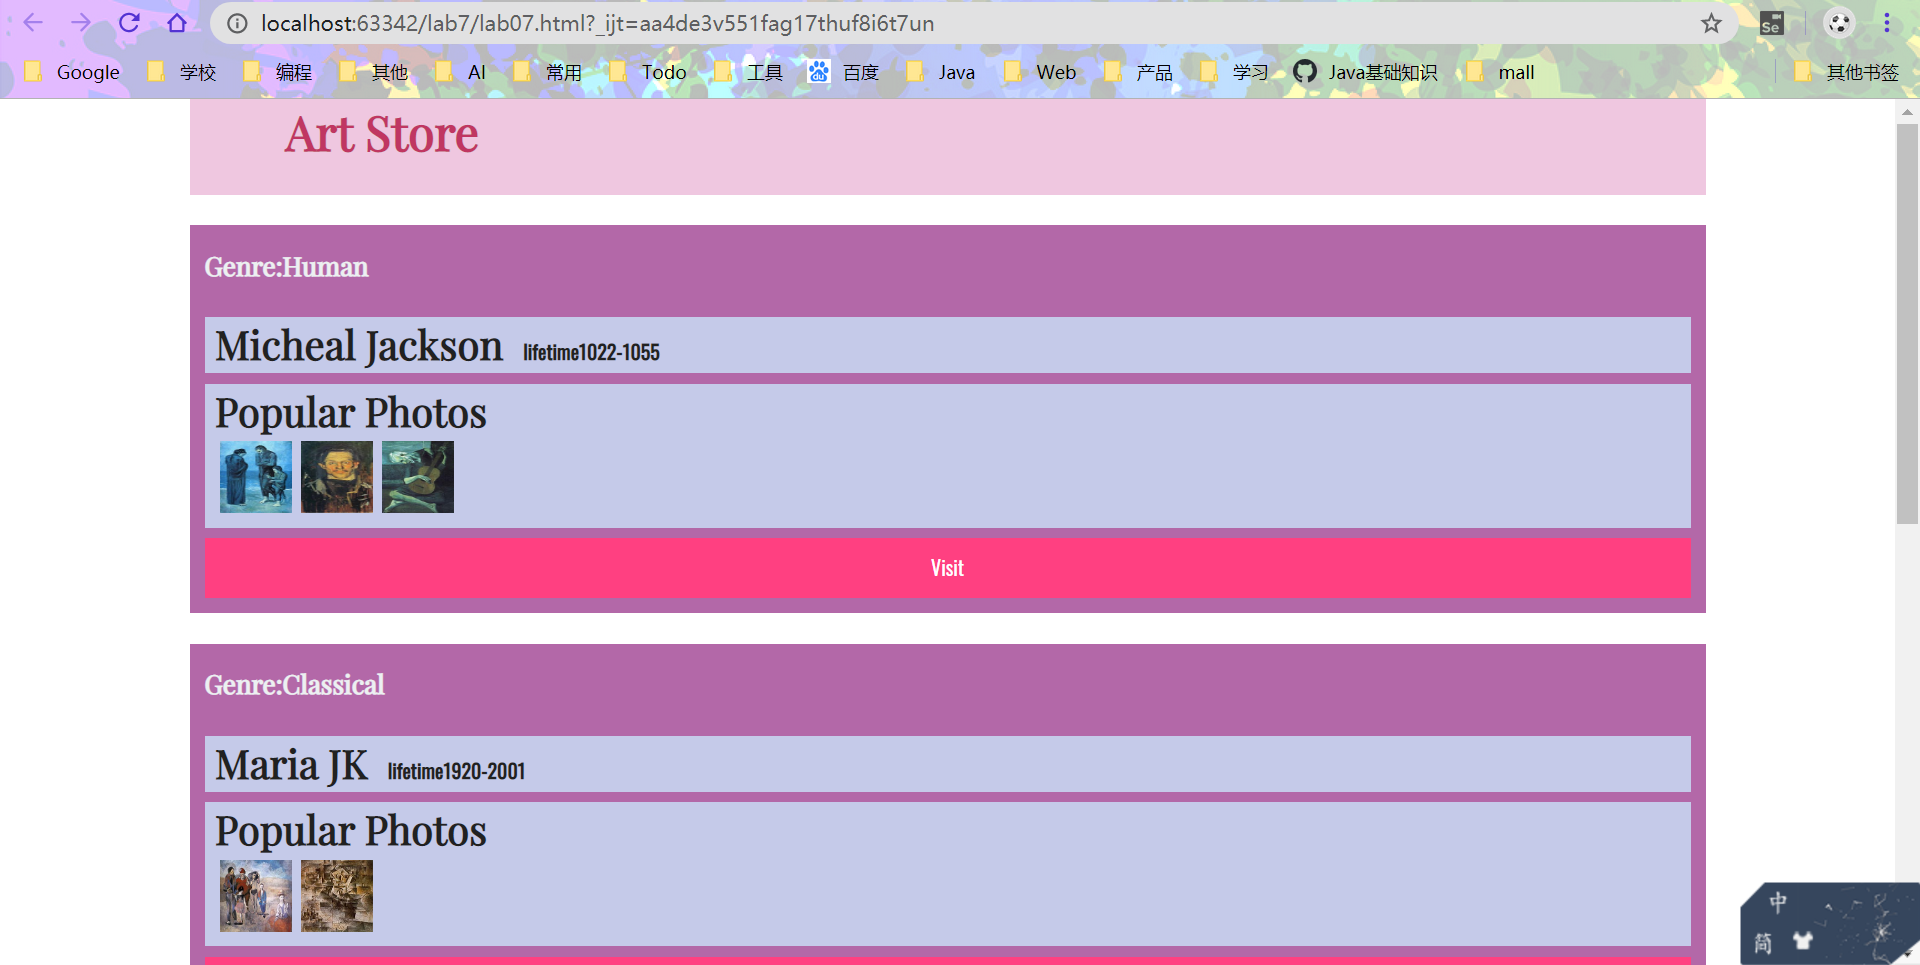 localhost:63342/lab7/lab07.html?_ijt=aa4de3v551fag17thuf8i6t7un
Se
Google 学校 编程 其他 AI 常用 Todo 工具 du 百度 Java Web 产品 学习 Java基础知识 mall 其他书签
Art Store
Genre:Human
Micheal Jackson lifetime1022-1055
Popular Photos
Visit
Genre:Classical
Maria JK lifetime1920-2001
Popular Photos
中
简